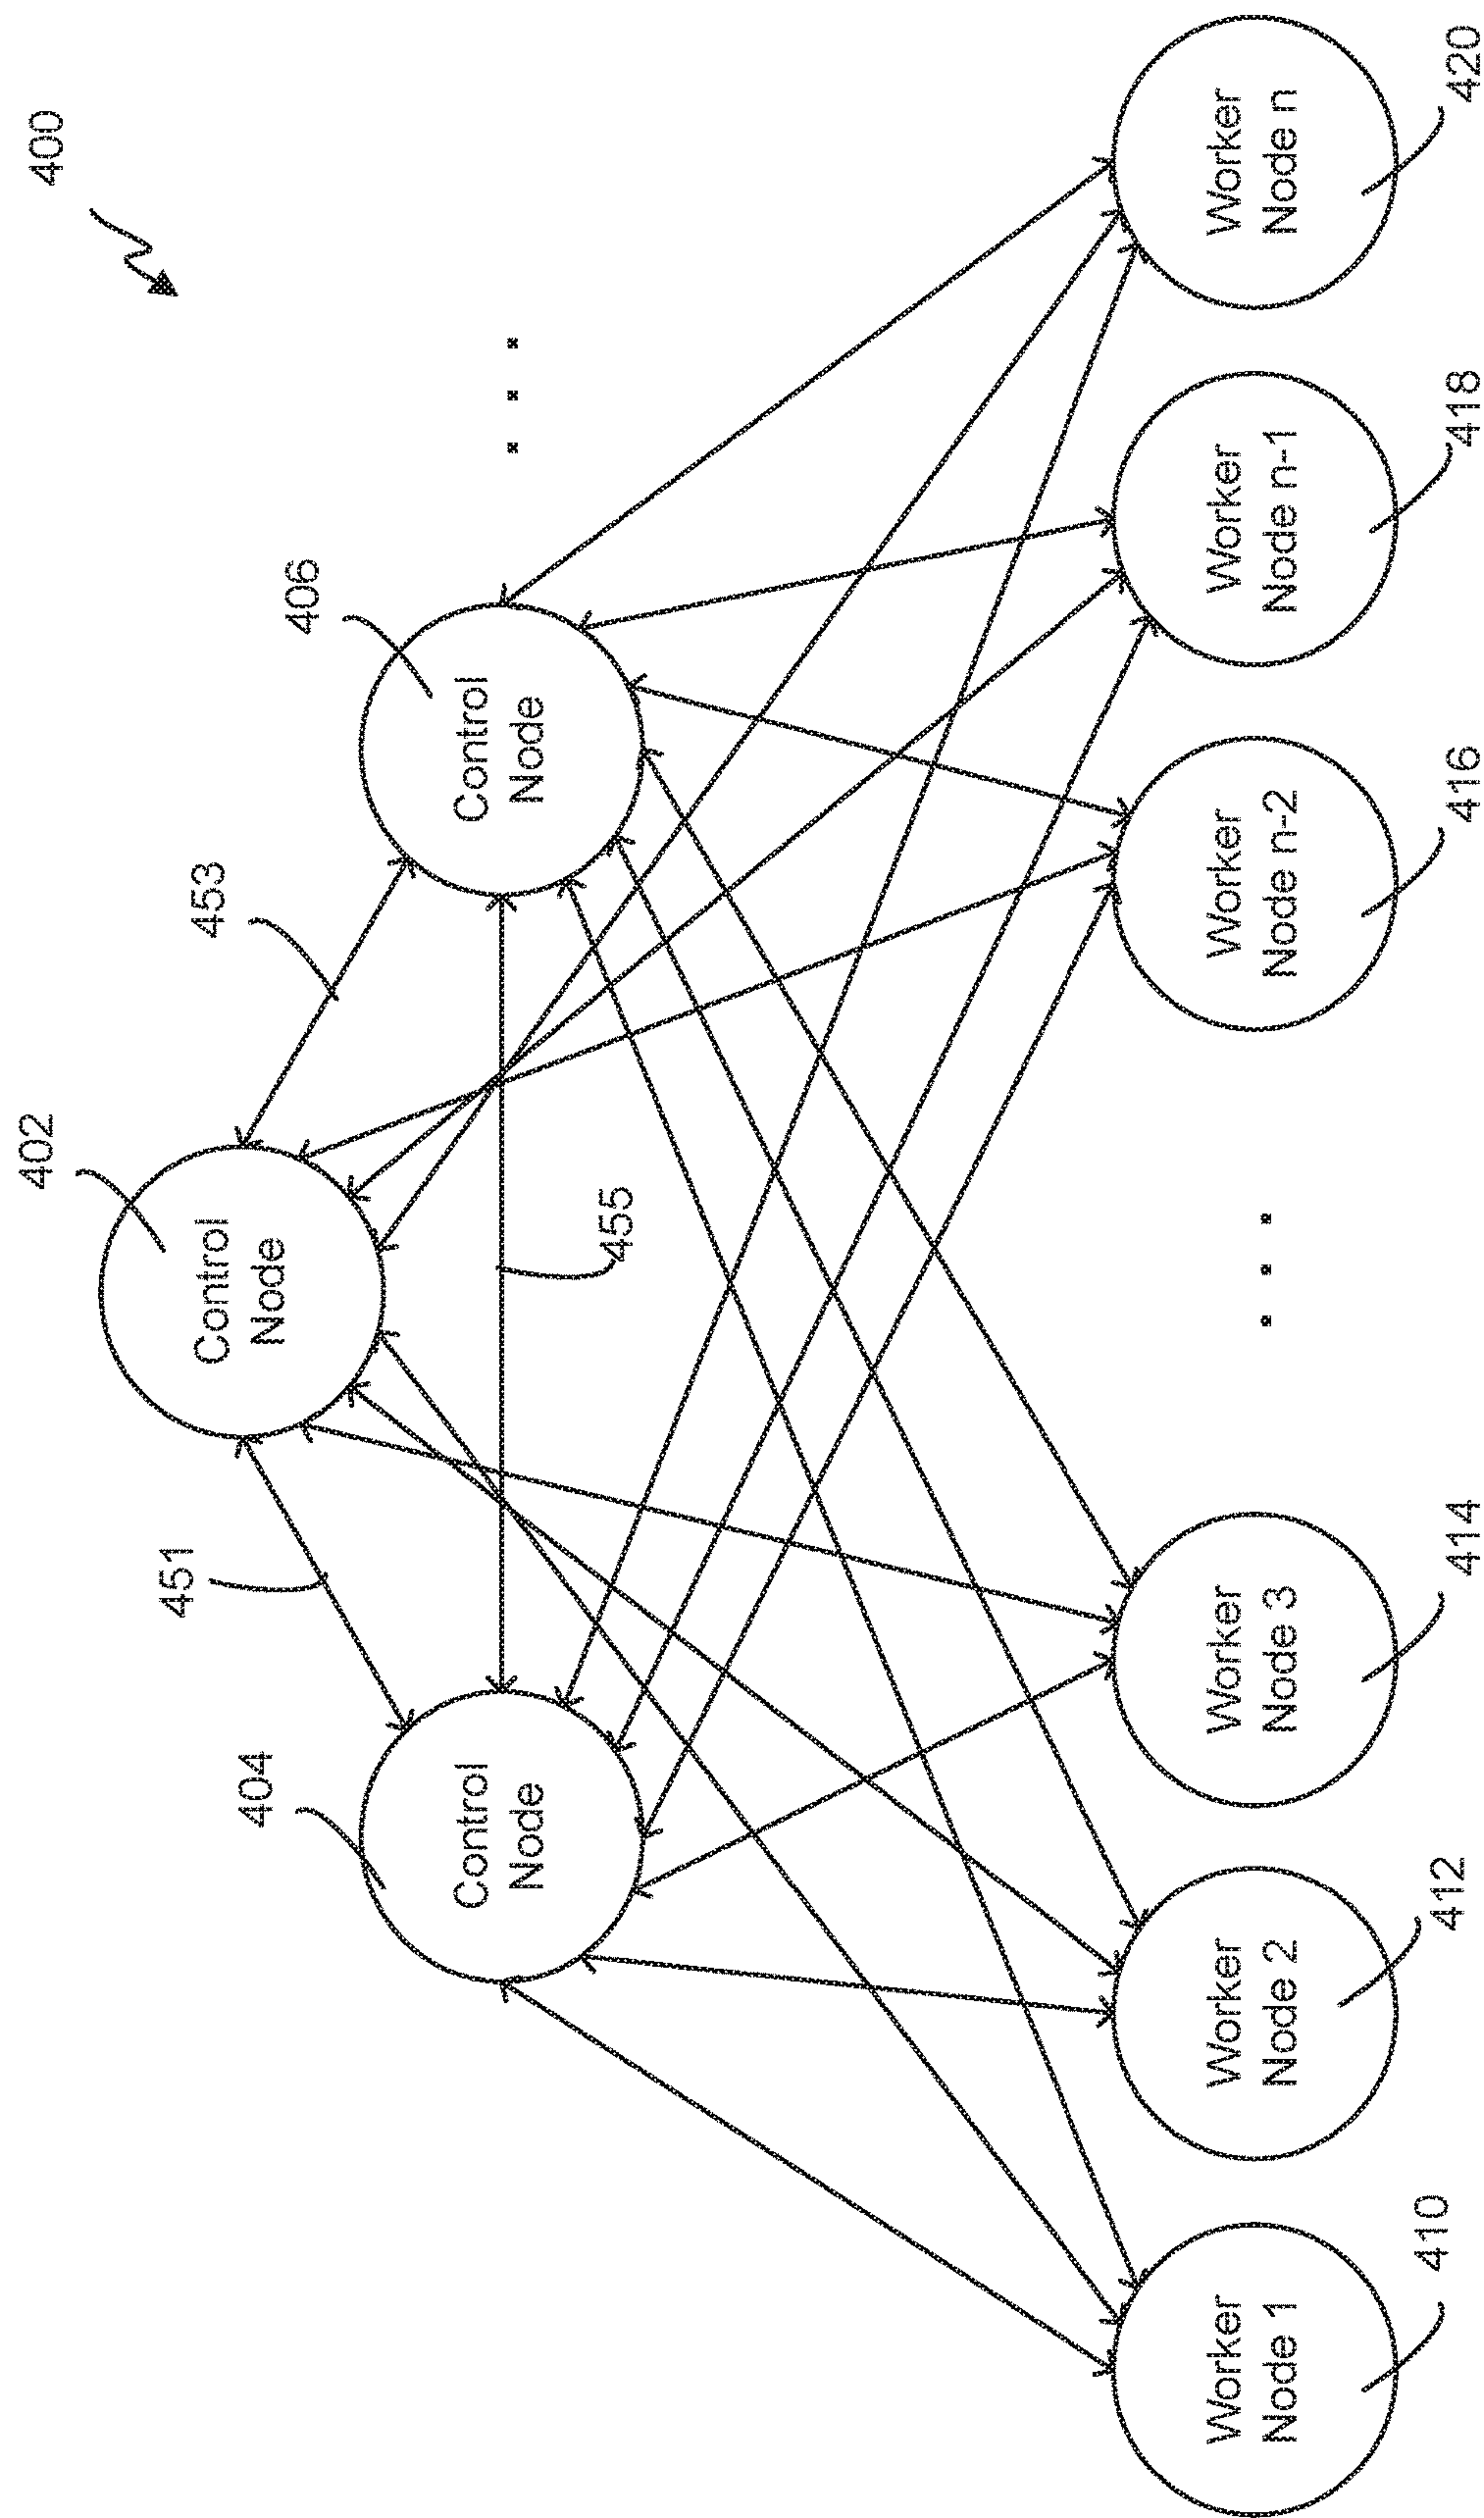 400
402
Control
Node
451
453
404
Control
Node
406
Control
Node
455
. . .
Worker
Node 1
Worker
Node 2
Worker
Node 3
. . .
Worker
Node n-2
Worker
Node n-1
Worker
Node n
410
412
414
416
418
420